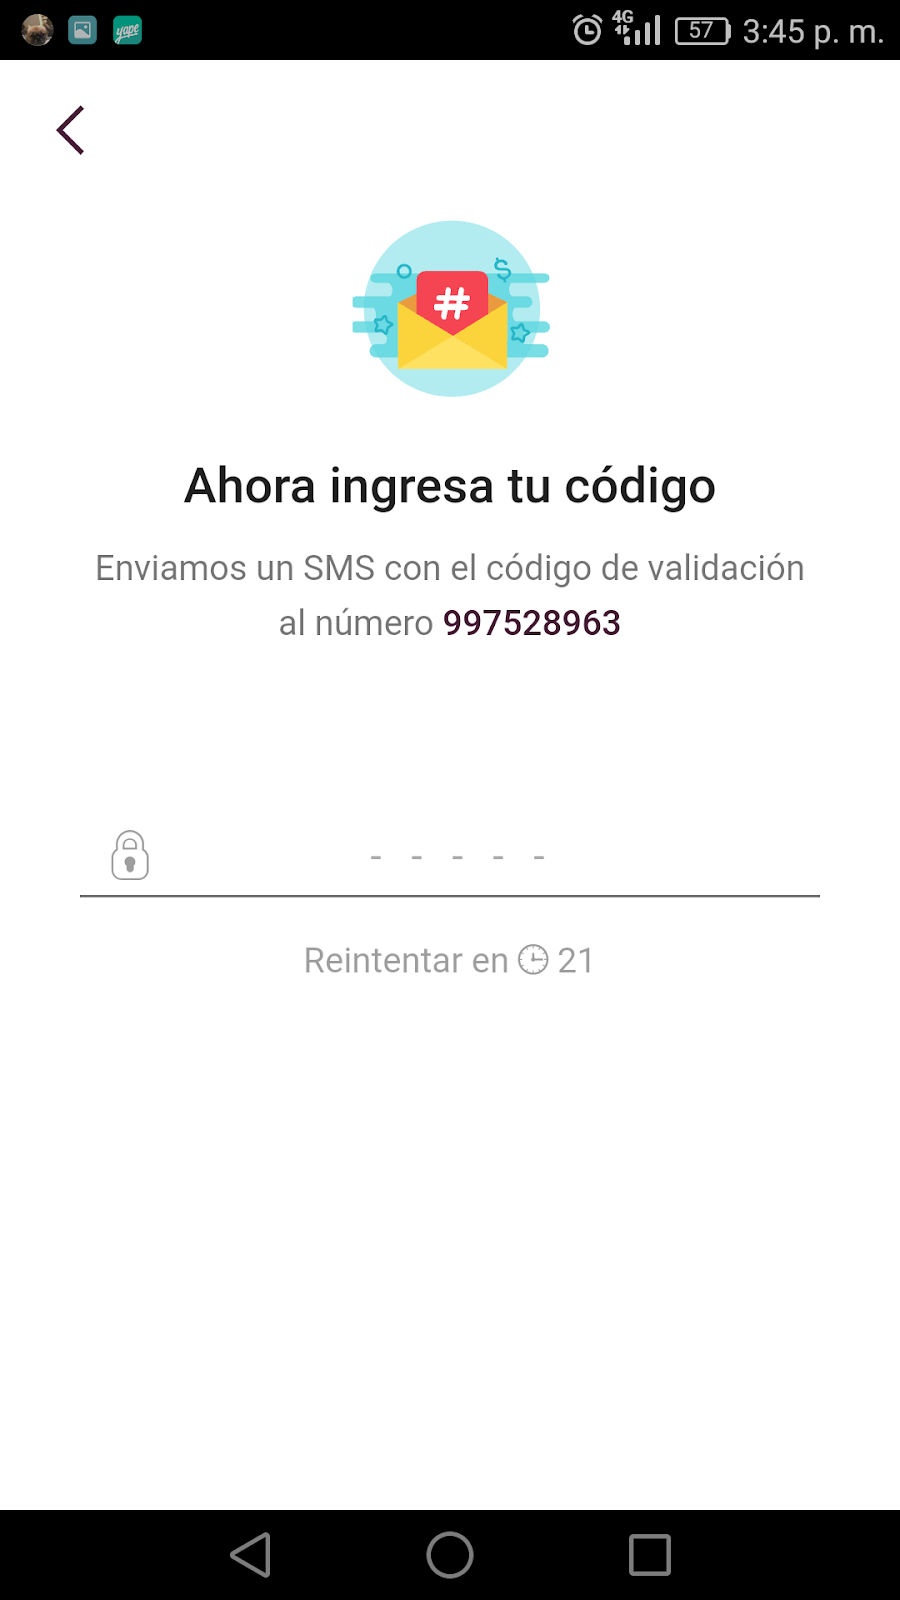 yape 4G 57 3:45 p. m.
$
#
Ahora ingresa tu código
Enviamos un SMS con el código de validación
al número 997528963
- - - - -
Reintentar en 21